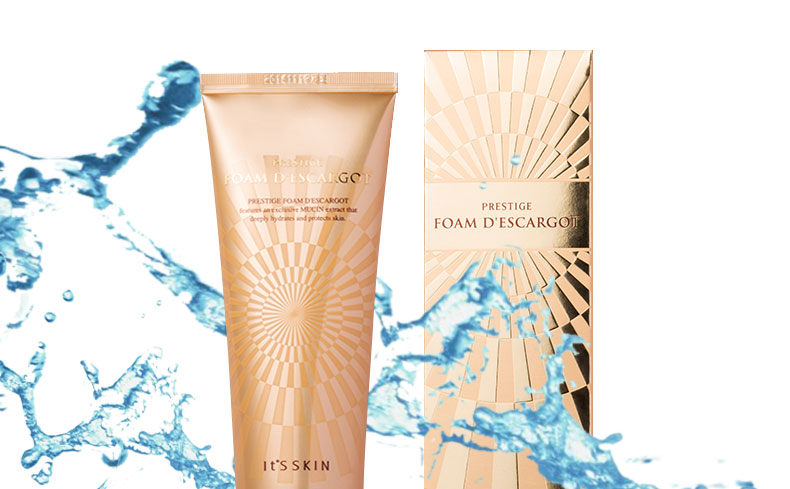 PRESTIGE
FOAM D'ESCARGOT
PRESTIGE FOAM D'ESCARGOT
features an exclusive MUCIN extract that
deeply hydrates and protects skin.
It'S SKIN
PRESTIGE
FOAM D'ESCARGOT